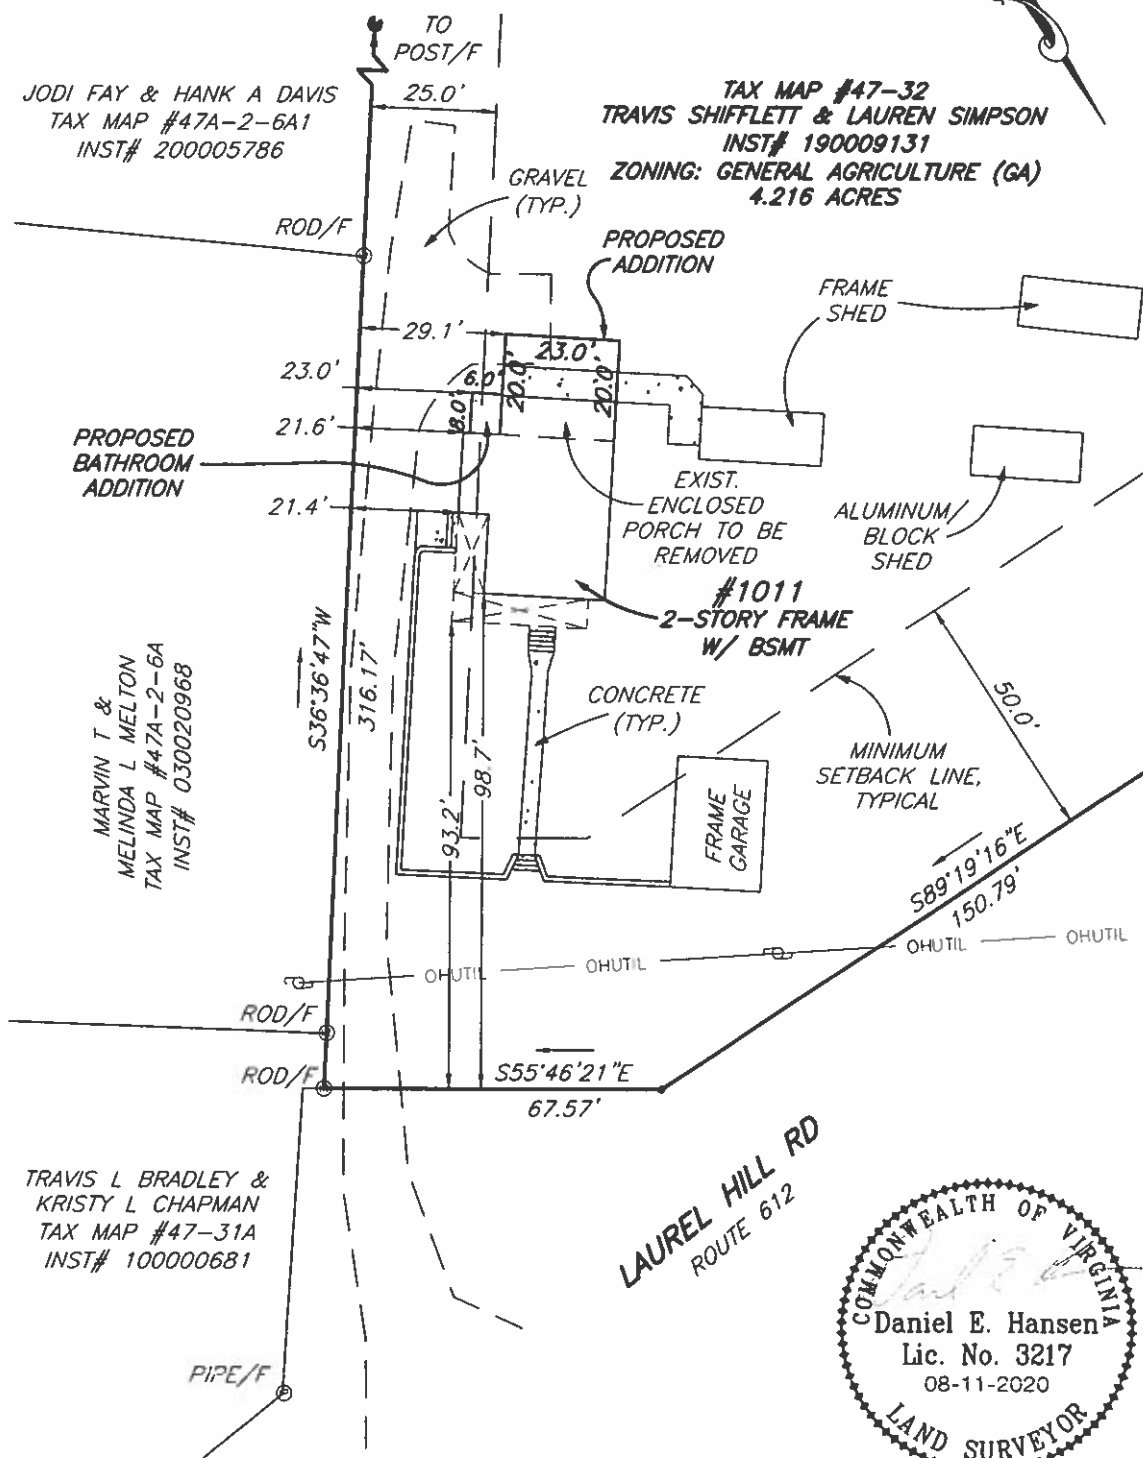 TO
POST/F
JODI FAY & HANK A DAVIS
TAX MAP #47A-2-6A1
INST# 200005786
25.0'
TAX MAP #47-32
TRAVIS SHIFFLETT & LAUREN SIMPSON
INST# 190009131
ZONING: GENERAL AGRICULTURE (GA)
4.216 ACRES
GRAVEL
(TYP.)
ROD/F
PROPOSED
ADDITION
FRAME
SHED
29.1'
23.0'
23.0'
6.0'
20.0'
20.0'
8.0'
21.6'
PROPOSED
BATHROOM
ADDITION
21.4'
EXIST.
ENCLOSED
PORCH TO BE
REMOVED
ALUMINUM/
BLOCK
SHED
#1011
2-STORY FRAME
W/ BSMT
S36°36'47"W
316.17'
MARVIN T &
MELINDA L MELTON
TAX MAP #47A-2-6A
INST# 030020968
CONCRETE
(TYP.)
50.0'
MINIMUM
SETBACK LINE,
TYPICAL
98.7'
93.2'
FRAME
GARAGE
S89°19'16"E
150.79'
OHUTIL
OHUTIL
OHUTIL
OHUTIL
ROD/F
ROD/F
S55°46'21"E
67.57'
TRAVIS L BRADLEY &
KRISTY L CHAPMAN
TAX MAP #47-31A
INST# 100000681
LAUREL HILL RD
ROUTE 612
PIPE/F
COMMONWEALTH OF VIRGINIA
Daniel E. Hansen
Lic. No. 3217
08-11-2020
LAND SURVEYOR